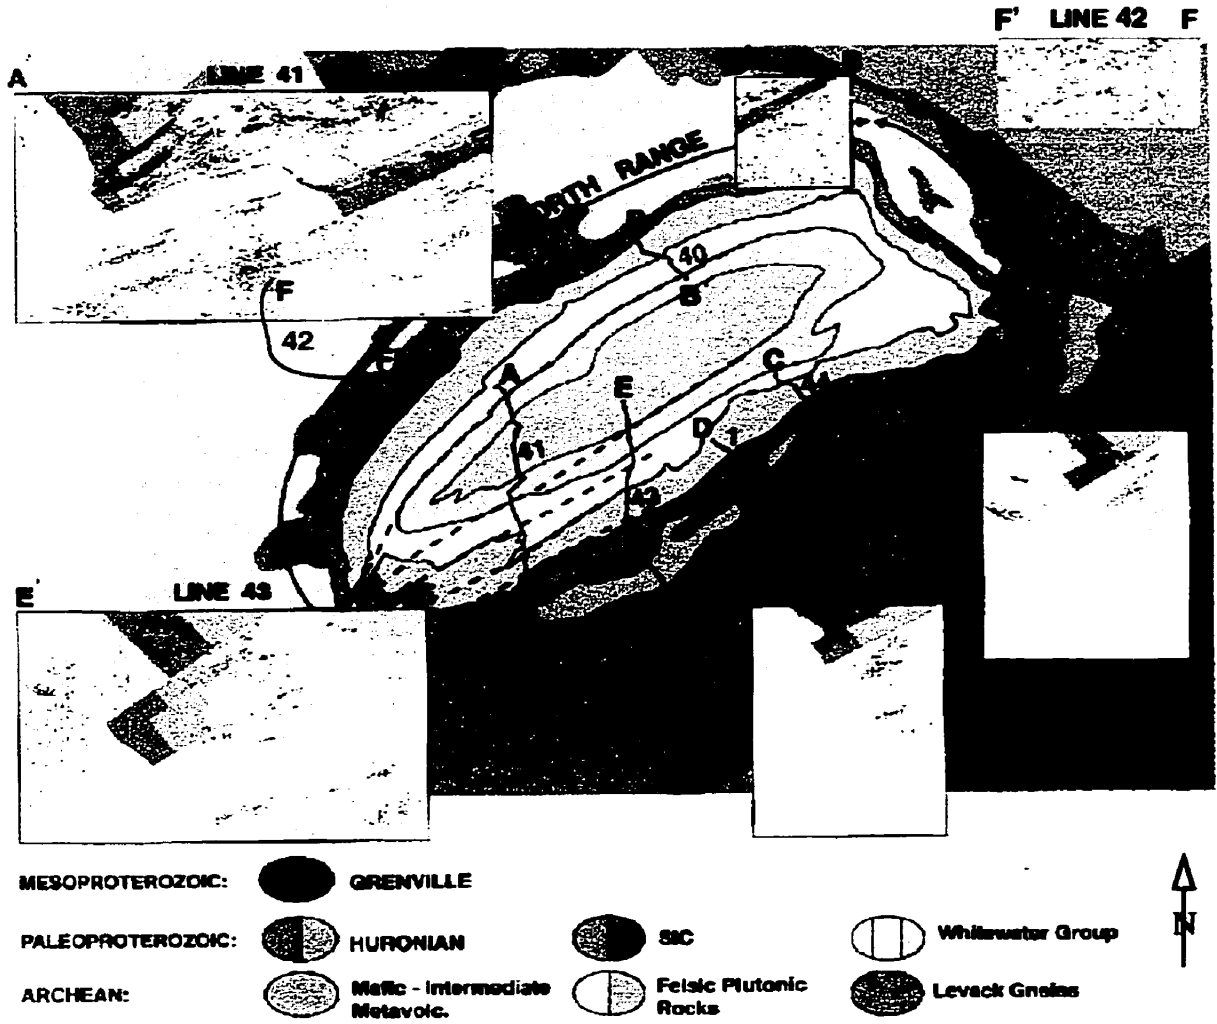 F' LINE 42 F
A LINE 41
NORTH RANGE
B'
40
B
F
42
F'
A
E
C
44
D
1
41
43
E' LINE 43
MESOPROTEROZOIC: GRENVILLE
PALEOPROTEROZOIC: HURONIAN SIC Whitewater Group
ARCHEAN: Mafic - Intermediate Metavolc. Felsic Plutonic Rocks Levack Gneiss
N